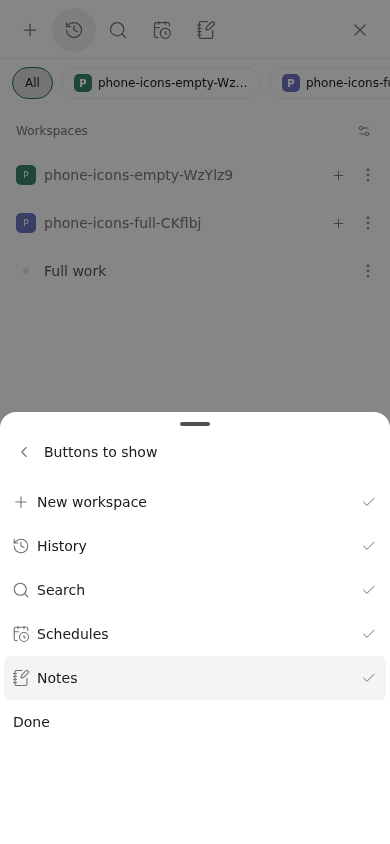 All
P phone-icons-empty-Wz...
P phone-icons-fu
Workspaces
P phone-icons-empty-WzYlz9
P phone-icons-full-CKflbj
Full work
Buttons to show
New workspace
History
Search
Schedules
Notes
Done